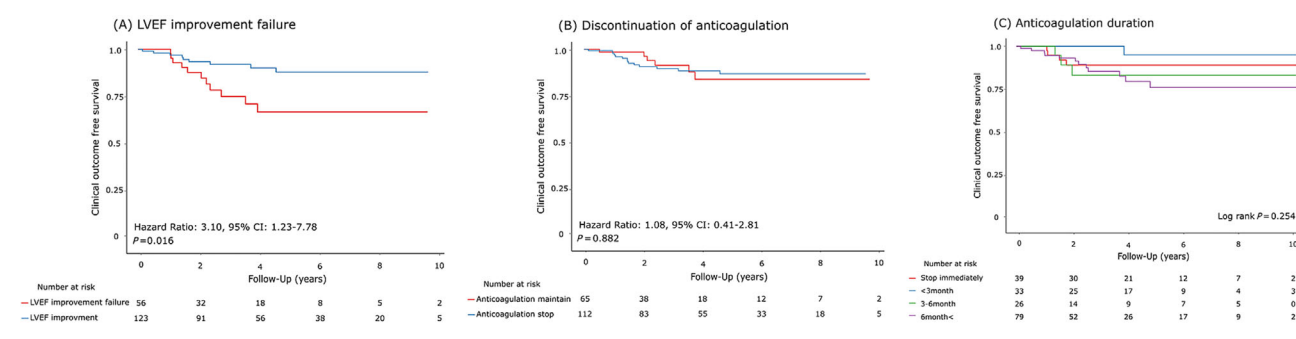 (A) LVEF improvement failure
1.0
0.75
0.5
0.25
0
Clinical outcome free survival
Hazard Ratio: 3.10, 95% CI: 1.23-7.78
P=0.016
0 2 4 6 8 10
Follow-Up (years)
Number at risk
LVEF improvement failure 56 32 18 8 5 2
LVEF improvment 123 91 56 38 20 5
(B) Discontinuation of anticoagulation
1.0
0.75
0.5
0.25
0
Clinical outcome free survival
Hazard Ratio: 1.08, 95% CI: 0.41-2.81
P=0.882
0 2 4 6 8 10
Follow-Up (years)
Number at risk
Anticoagulation maintain 65 38 18 12 7 2
Anticoagulation stop 112 83 55 33 18 5
(C) Anticoagulation duration
1.0
0.75
0.5
0.25
0
Clinical outcome free survival
Log rank P=0.254
0 2 4 6 8 10
Follow-Up (years)
Number at risk
Stop immediately 39 30 21 12 7 2
<3month 33 25 17 9 4 3
3-6month 26 14 9 7 5 0
6month< 79 52 26 17 9 2